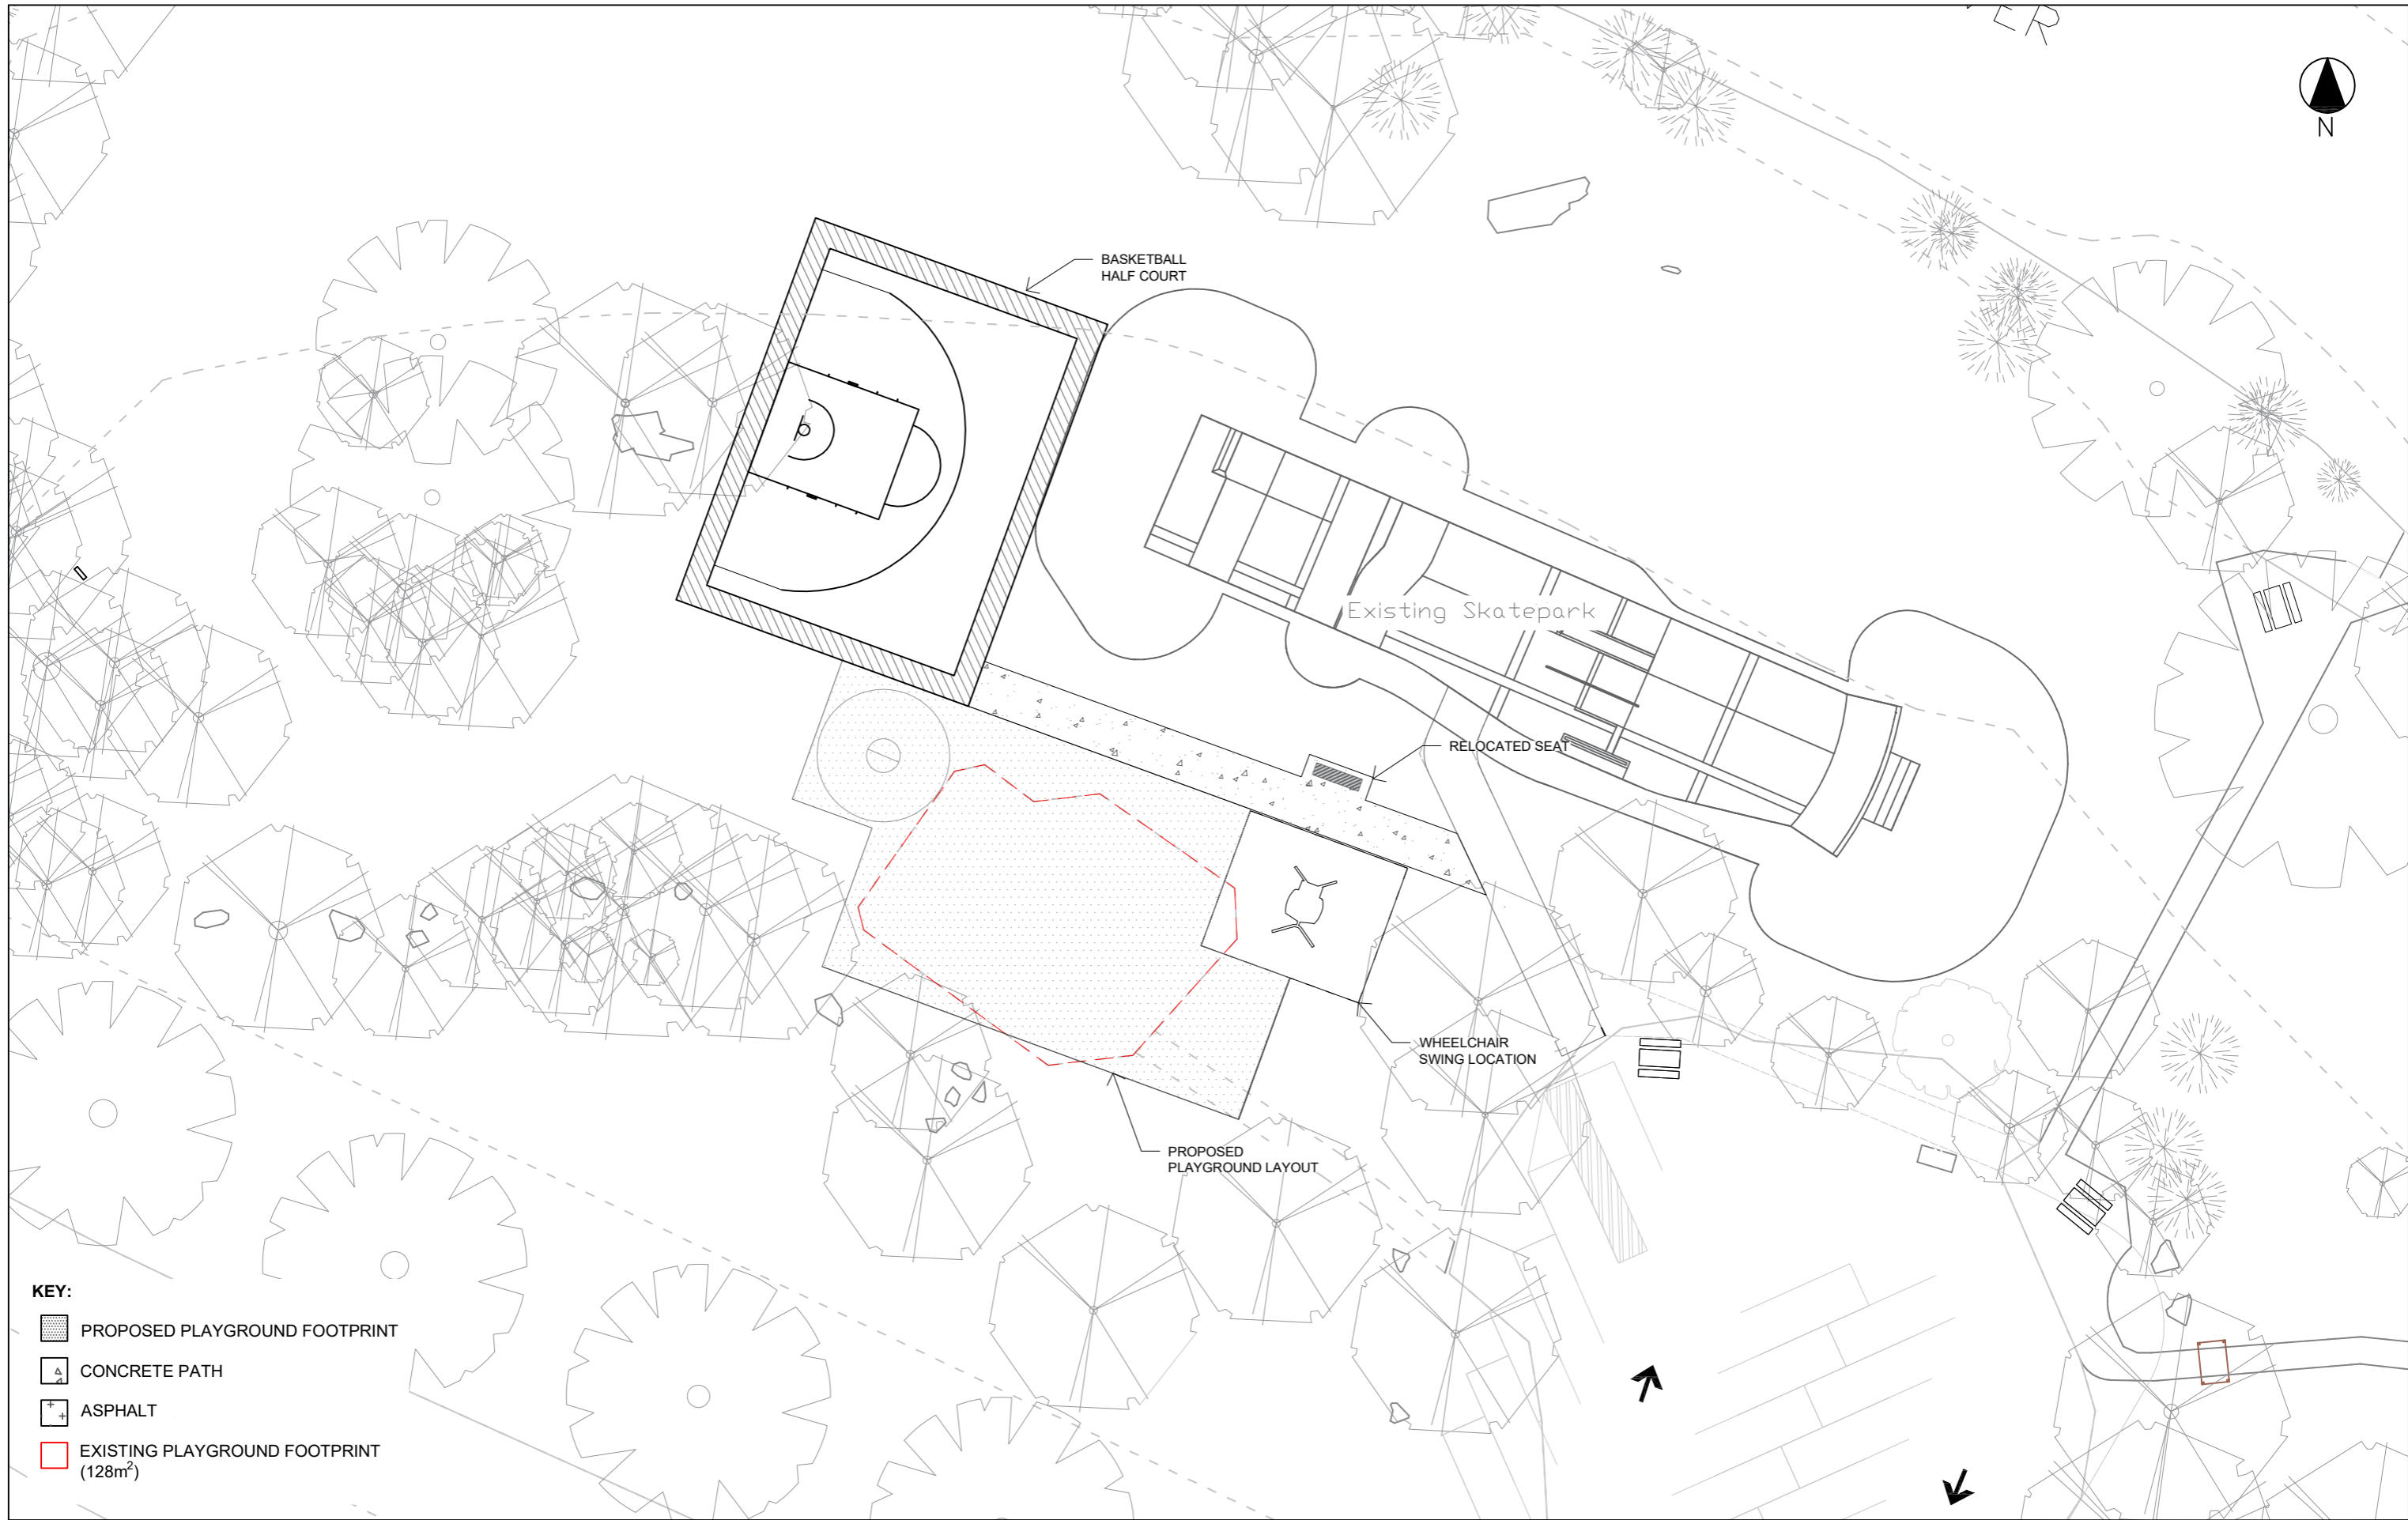 ER
N
BASKETBALL
HALF COURT
Existing Skatepark
RELOCATED SEAT
WHEELCHAIR
SWING LOCATION
PROPOSED
PLAYGROUND LAYOUT
KEY:
PROPOSED PLAYGROUND FOOTPRINT
CONCRETE PATH
ASPHALT
EXISTING PLAYGROUND FOOTPRINT
(128m²)